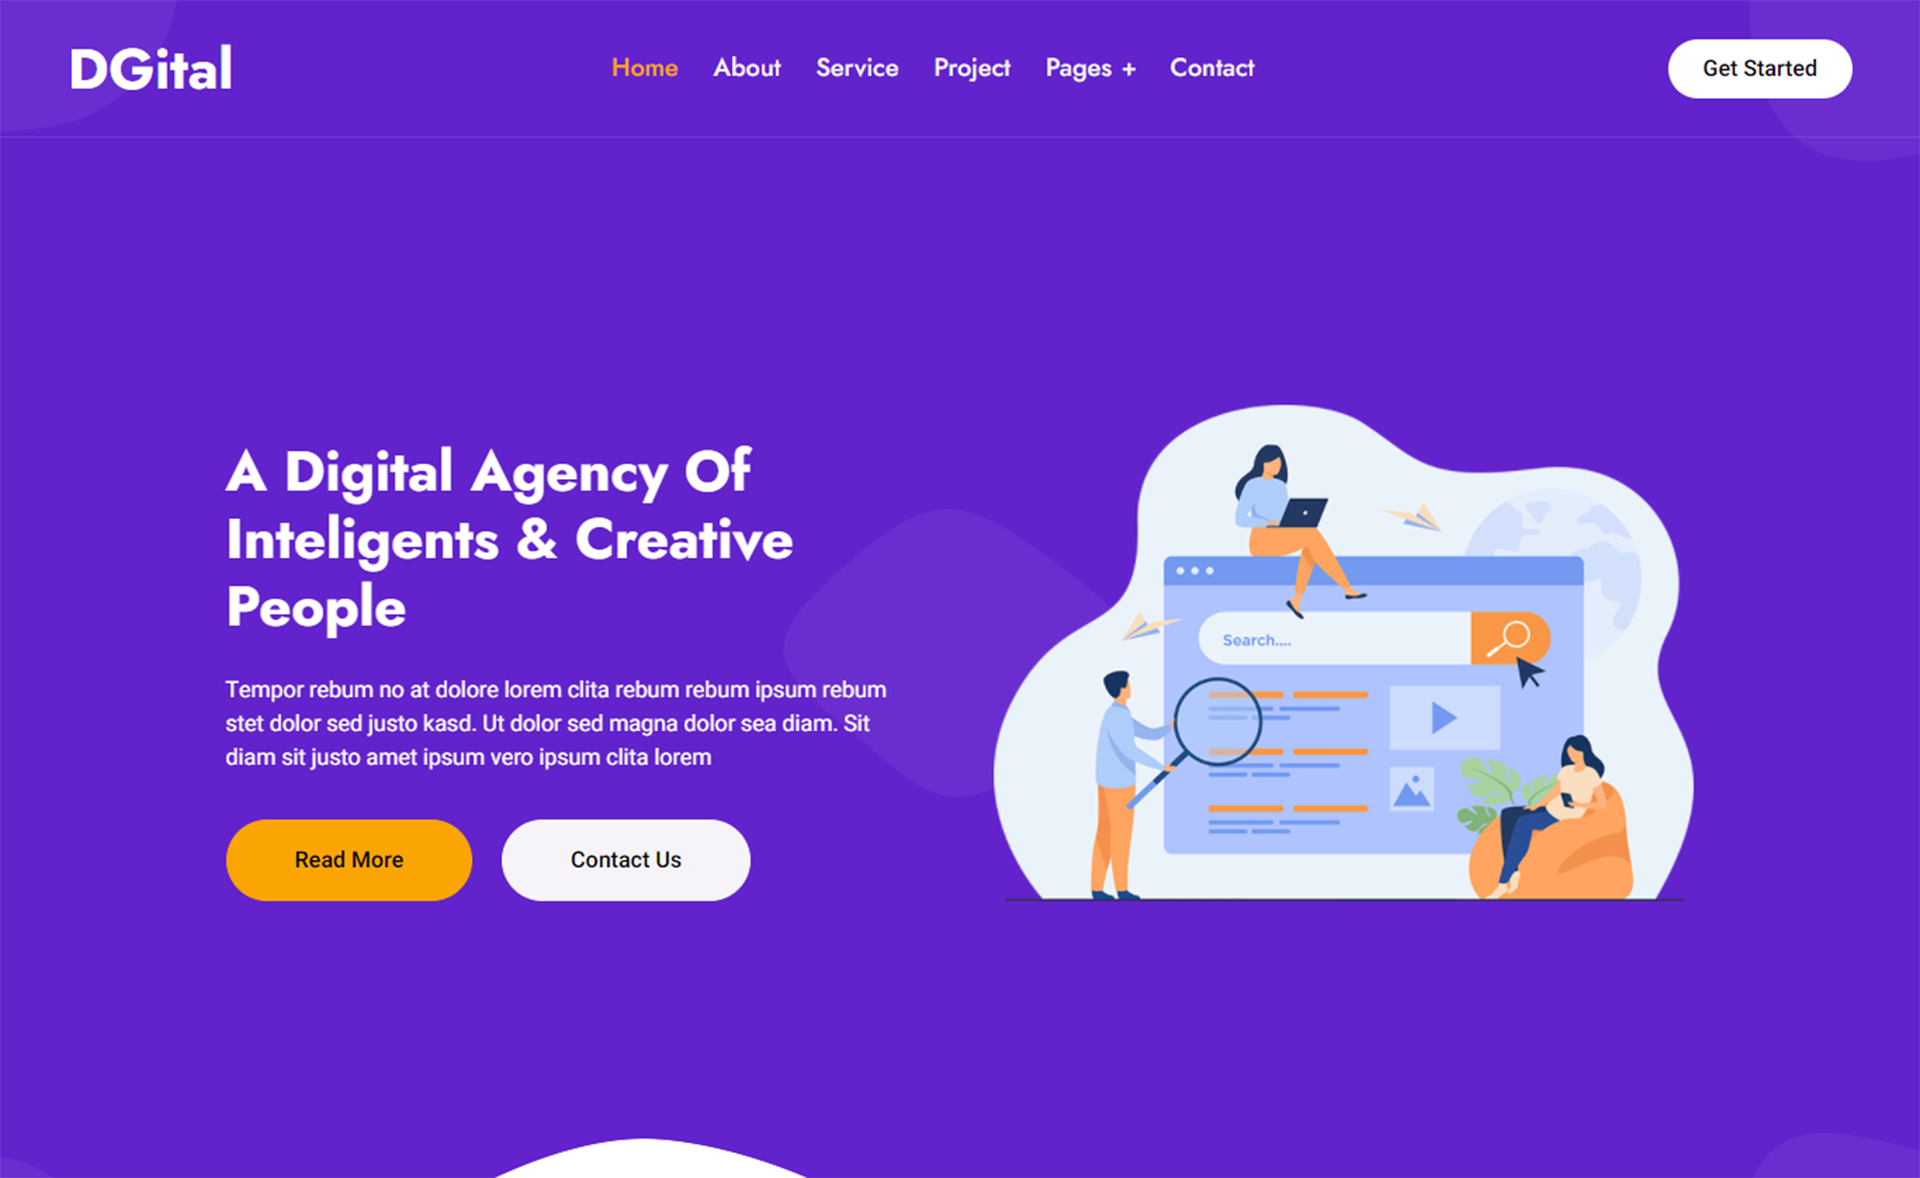 DGital
Home About Service Project Pages + Contact
Get Started
A Digital Agency Of
Inteligents & Creative
People
Tempor rebum no at dolore lorem clita rebum rebum ipsum rebum
stet dolor sed justo kasd. Ut dolor sed magna dolor sea diam. Sit
diam sit justo amet ipsum vero ipsum clita lorem
Read More
Contact Us
Search....